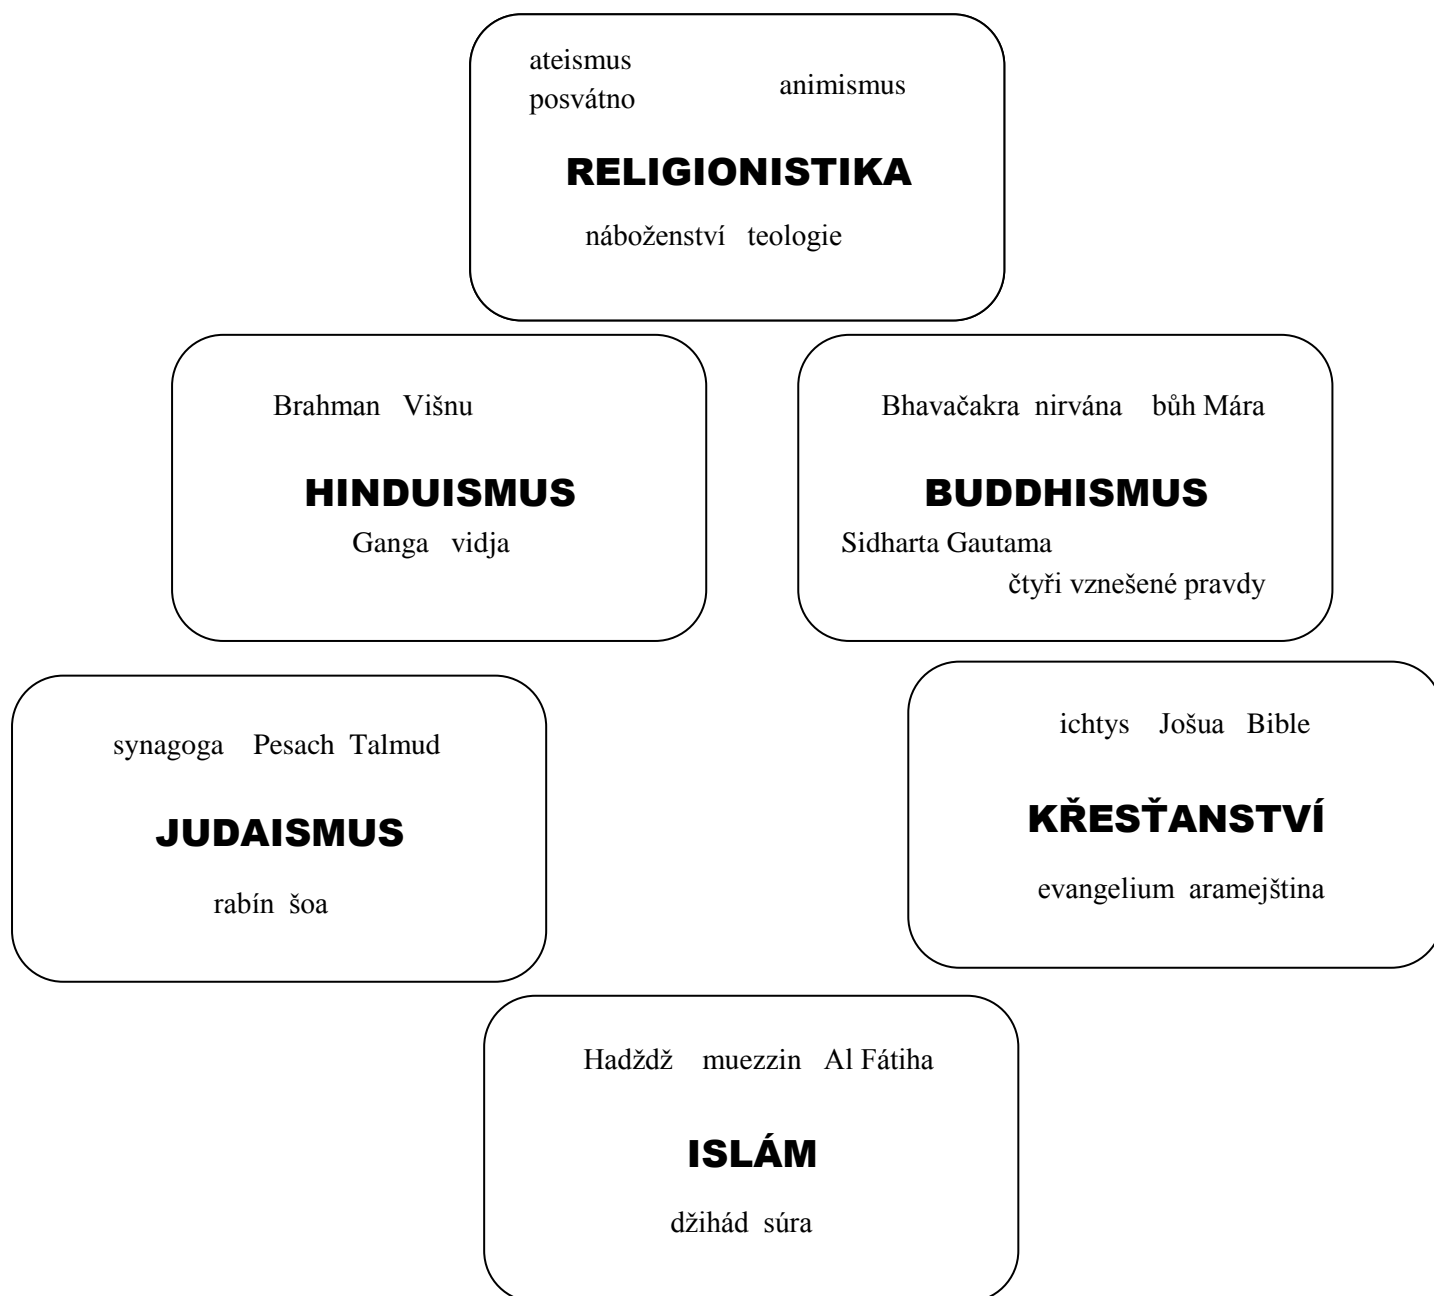 ateismus
posvátno
animismus
RELIGIONISTIKA
náboženství teologie
Brahman Višnu
HINDUISMUS
Ganga vidja
Bhavačakra nirvána bůh Mára
BUDDHISMUS
Sidharta Gautama
čtyři vznešené pravdy
synagoga Pesach Talmud
JUDAISMUS
rabín šoa
ichtys Jošua Bible
KŘESŤANSTVÍ
evangelium aramejština
Hadždž muezzin Al Fátiha
ISLÁM
džihád súra